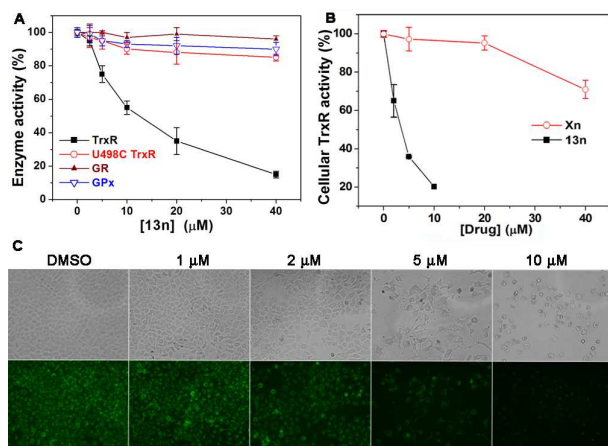 A
Enzyme activity (%)
100
80
60
40
20
0
TrxR
U498C TrxR
GR
GPx
0 10 20 30 40
[13n] (μM)
B
Cellular TrxR activity (%)
100
80
60
40
20
Xn
13n
0 10 20 30 40
[Drug] (μM)
C
DMSO 1 μM 2 μM 5 μM 10 μM